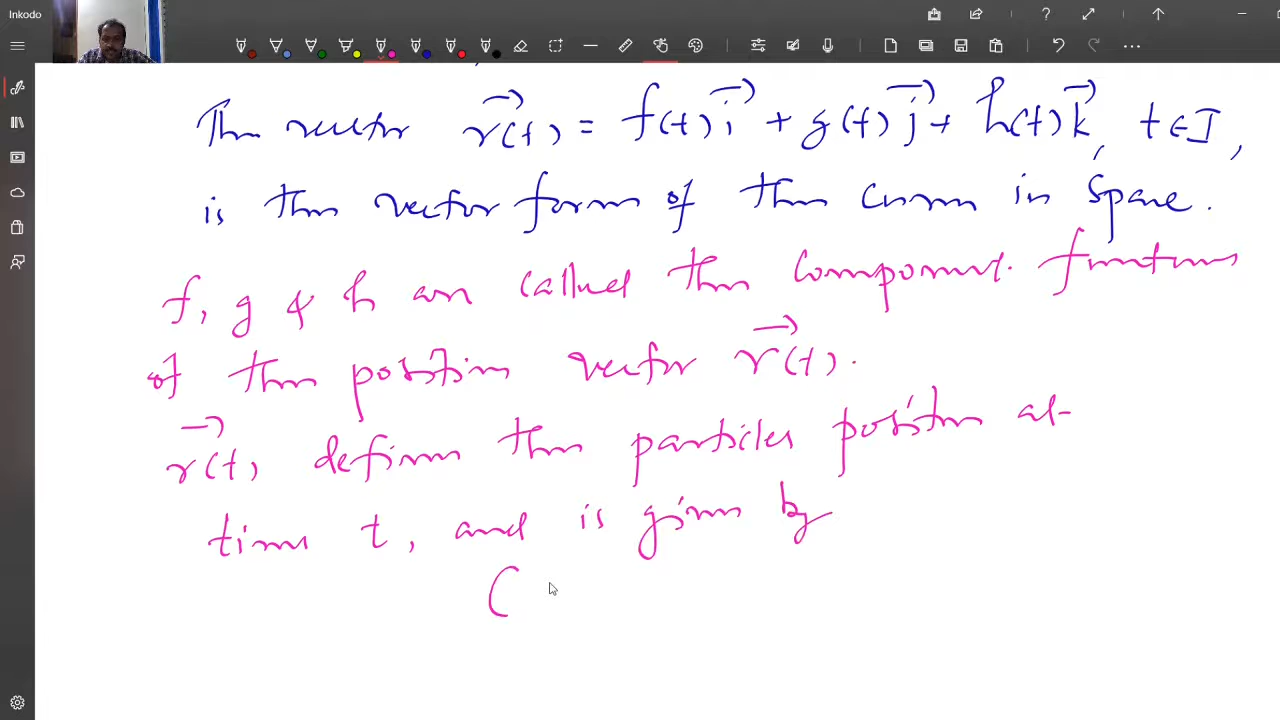 Inkodo
The vector r⃗(t) = f(t) i⃗ + g(t) j⃗ + h(t) k⃗, t ∈ I,
is the vector form of the curve in space.
f, g & h are called the component functions
of the position vector r⃗(t).
r⃗(t) defines the particles position at
time t, and is given by
(